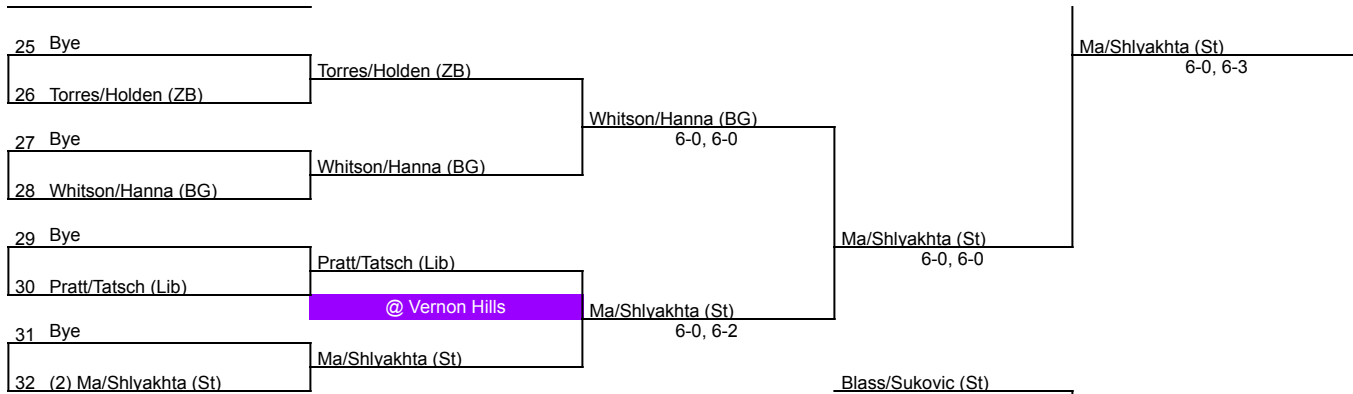 25 Bye
26 Torres/Holden (ZB)
27 Bye
28 Whitson/Hanna (BG)
29 Bye
30 Pratt/Tatsch (Lib)
31 Bye
32 (2) Ma/Shlyakhta (St)
Torres/Holden (ZB)
Whitson/Hanna (BG)
Pratt/Tatsch (Lib)
@ Vernon Hills
Ma/Shlyakhta (St)
Whitson/Hanna (BG)
6-0, 6-0
Ma/Shlyakhta (St)
6-0, 6-2
Ma/Shlyakhta (St)
6-0, 6-0
Blass/Sukovic (St)
Ma/Shlyakhta (St)
6-0, 6-3